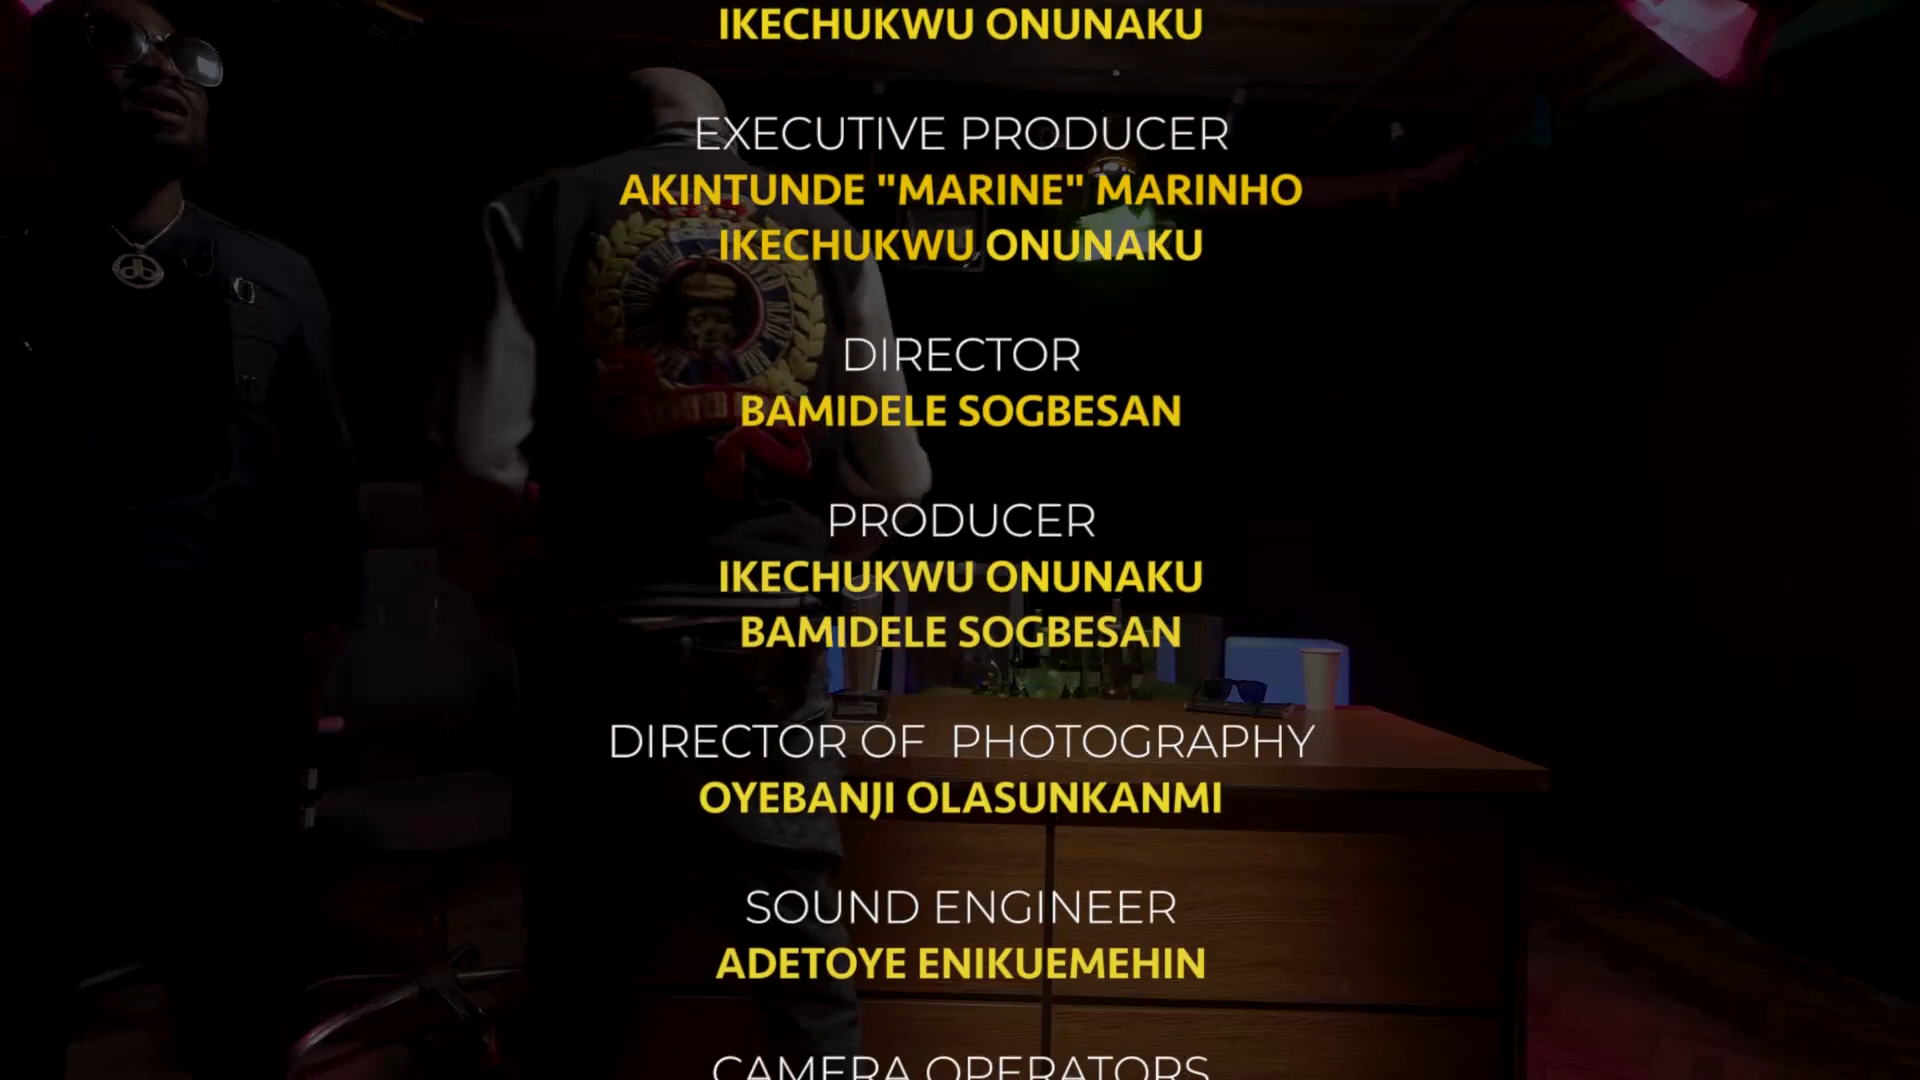 IKECHUKWU ONUNAKU
EXECUTIVE PRODUCER
AKINTUNDE "MARINE" MARINHO
IKECHUKWU ONUNAKU
DIRECTOR
BAMIDELE SOGBESAN
PRODUCER
IKECHUKWU ONUNAKU
BAMIDELE SOGBESAN
DIRECTOR OF  PHOTOGRAPHY
OYEBANJI OLASUNKANMI
SOUND ENGINEER
ADETOYE ENIKUEMEHIN
CAMERA OPERATORS